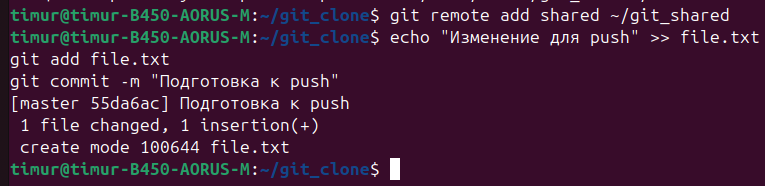 timur@timur-B450-AORUS-M:~/git_clone$ git remote add shared ~/git_shared
timur@timur-B450-AORUS-M:~/git_clone$ echo "Изменение для push" >> file.txt
git add file.txt
git commit -m "Подготовка к push"
[master 55da6ac] Подготовка к push
 1 file changed, 1 insertion(+)
 create mode 100644 file.txt
timur@timur-B450-AORUS-M:~/git_clone$